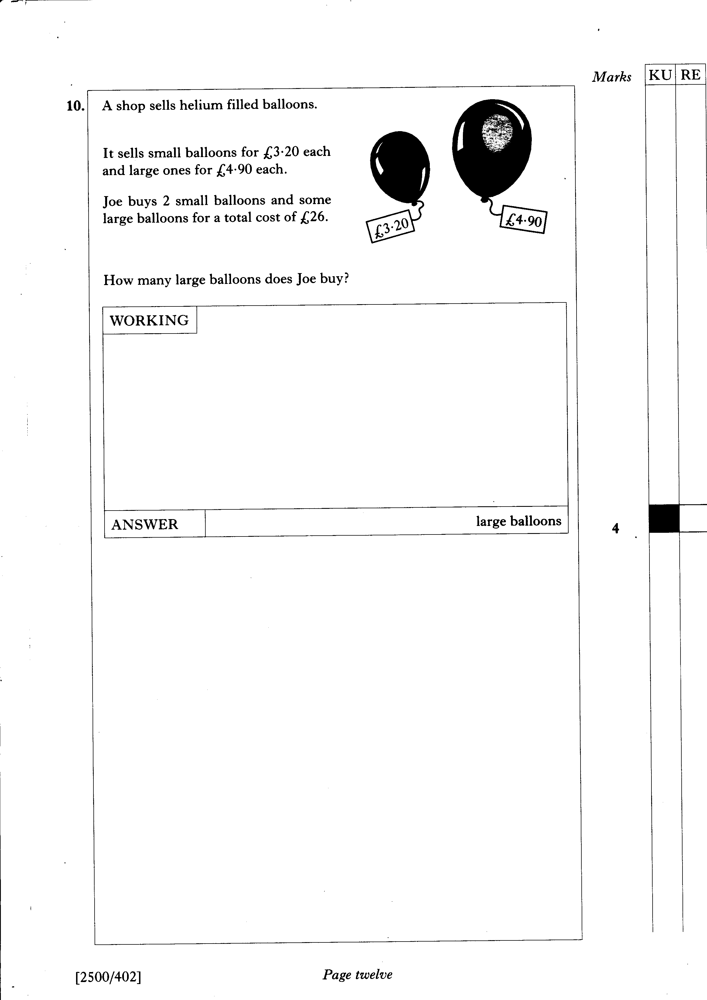 Marks
KU RE
10. A shop sells helium filled balloons.
It sells small balloons for £3·20 each
and large ones for £4·90 each.
Joe buys 2 small balloons and some
large balloons for a total cost of £26.
£3·20
£4·90
How many large balloons does Joe buy?
WORKING
ANSWER
large balloons
4
[2500/402]
Page twelve